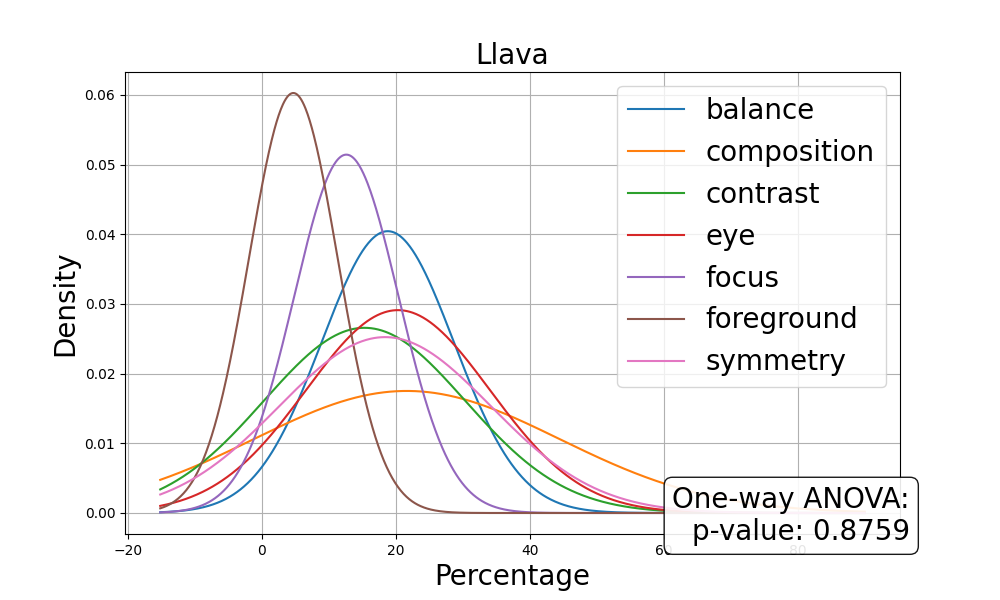 Llava
Density
0.06
0.05
0.04
0.03
0.02
0.01
0.00
−20
0
20
40
60
80
Percentage
balance
composition
contrast
eye
focus
foreground
symmetry
One-way ANOVA:
p-value: 0.8759